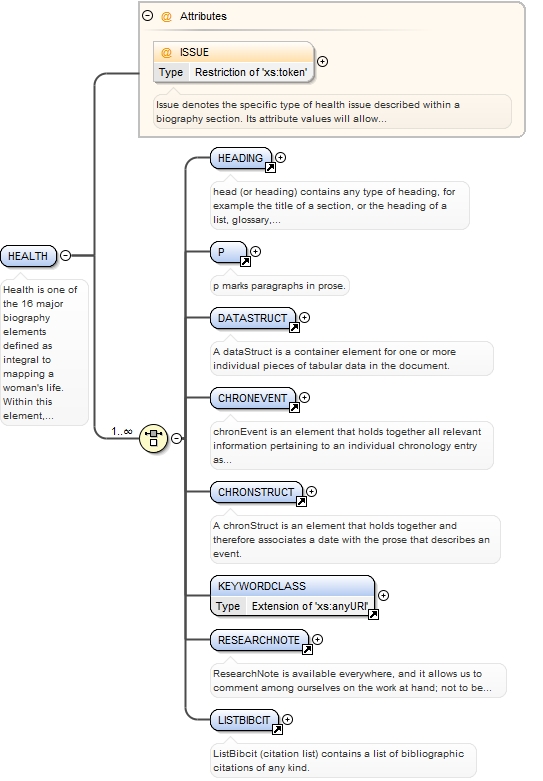 @ Attributes
@ ISSUE
Type Restriction of 'xs:token'
Issue denotes the specific type of health issue described within a
biography section. Its attribute values will allow...
HEALTH
Health is one of
the 16 major
biography
elements
defined as
integral to
mapping a
woman's life.
Within this
element,...
1..∞
HEADING
head (or heading) contains any type of heading, for
example the title of a section, or the heading of a
list, glossary,...
P
p marks paragraphs in prose.
DATASTRUCT
A dataStruct is a container element for one or more
individual pieces of tabular data in the document.
CHRONEVENT
chronEvent is an element that holds together all relevant
information pertaining to an individual chronology entry
as...
CHRONSTRUCT
A chronStruct is an element that holds together and
therefore associates a date with the prose that describes an
event.
KEYWORDCLASS
Type Extension of 'xs:anyURI'
RESEARCHNOTE
ResearchNote is available everywhere, and it allows us to
comment among ourselves on the work at hand; not to be...
LISTBIBCIT
ListBibcit (citation list) contains a list of bibliographic
citations of any kind.